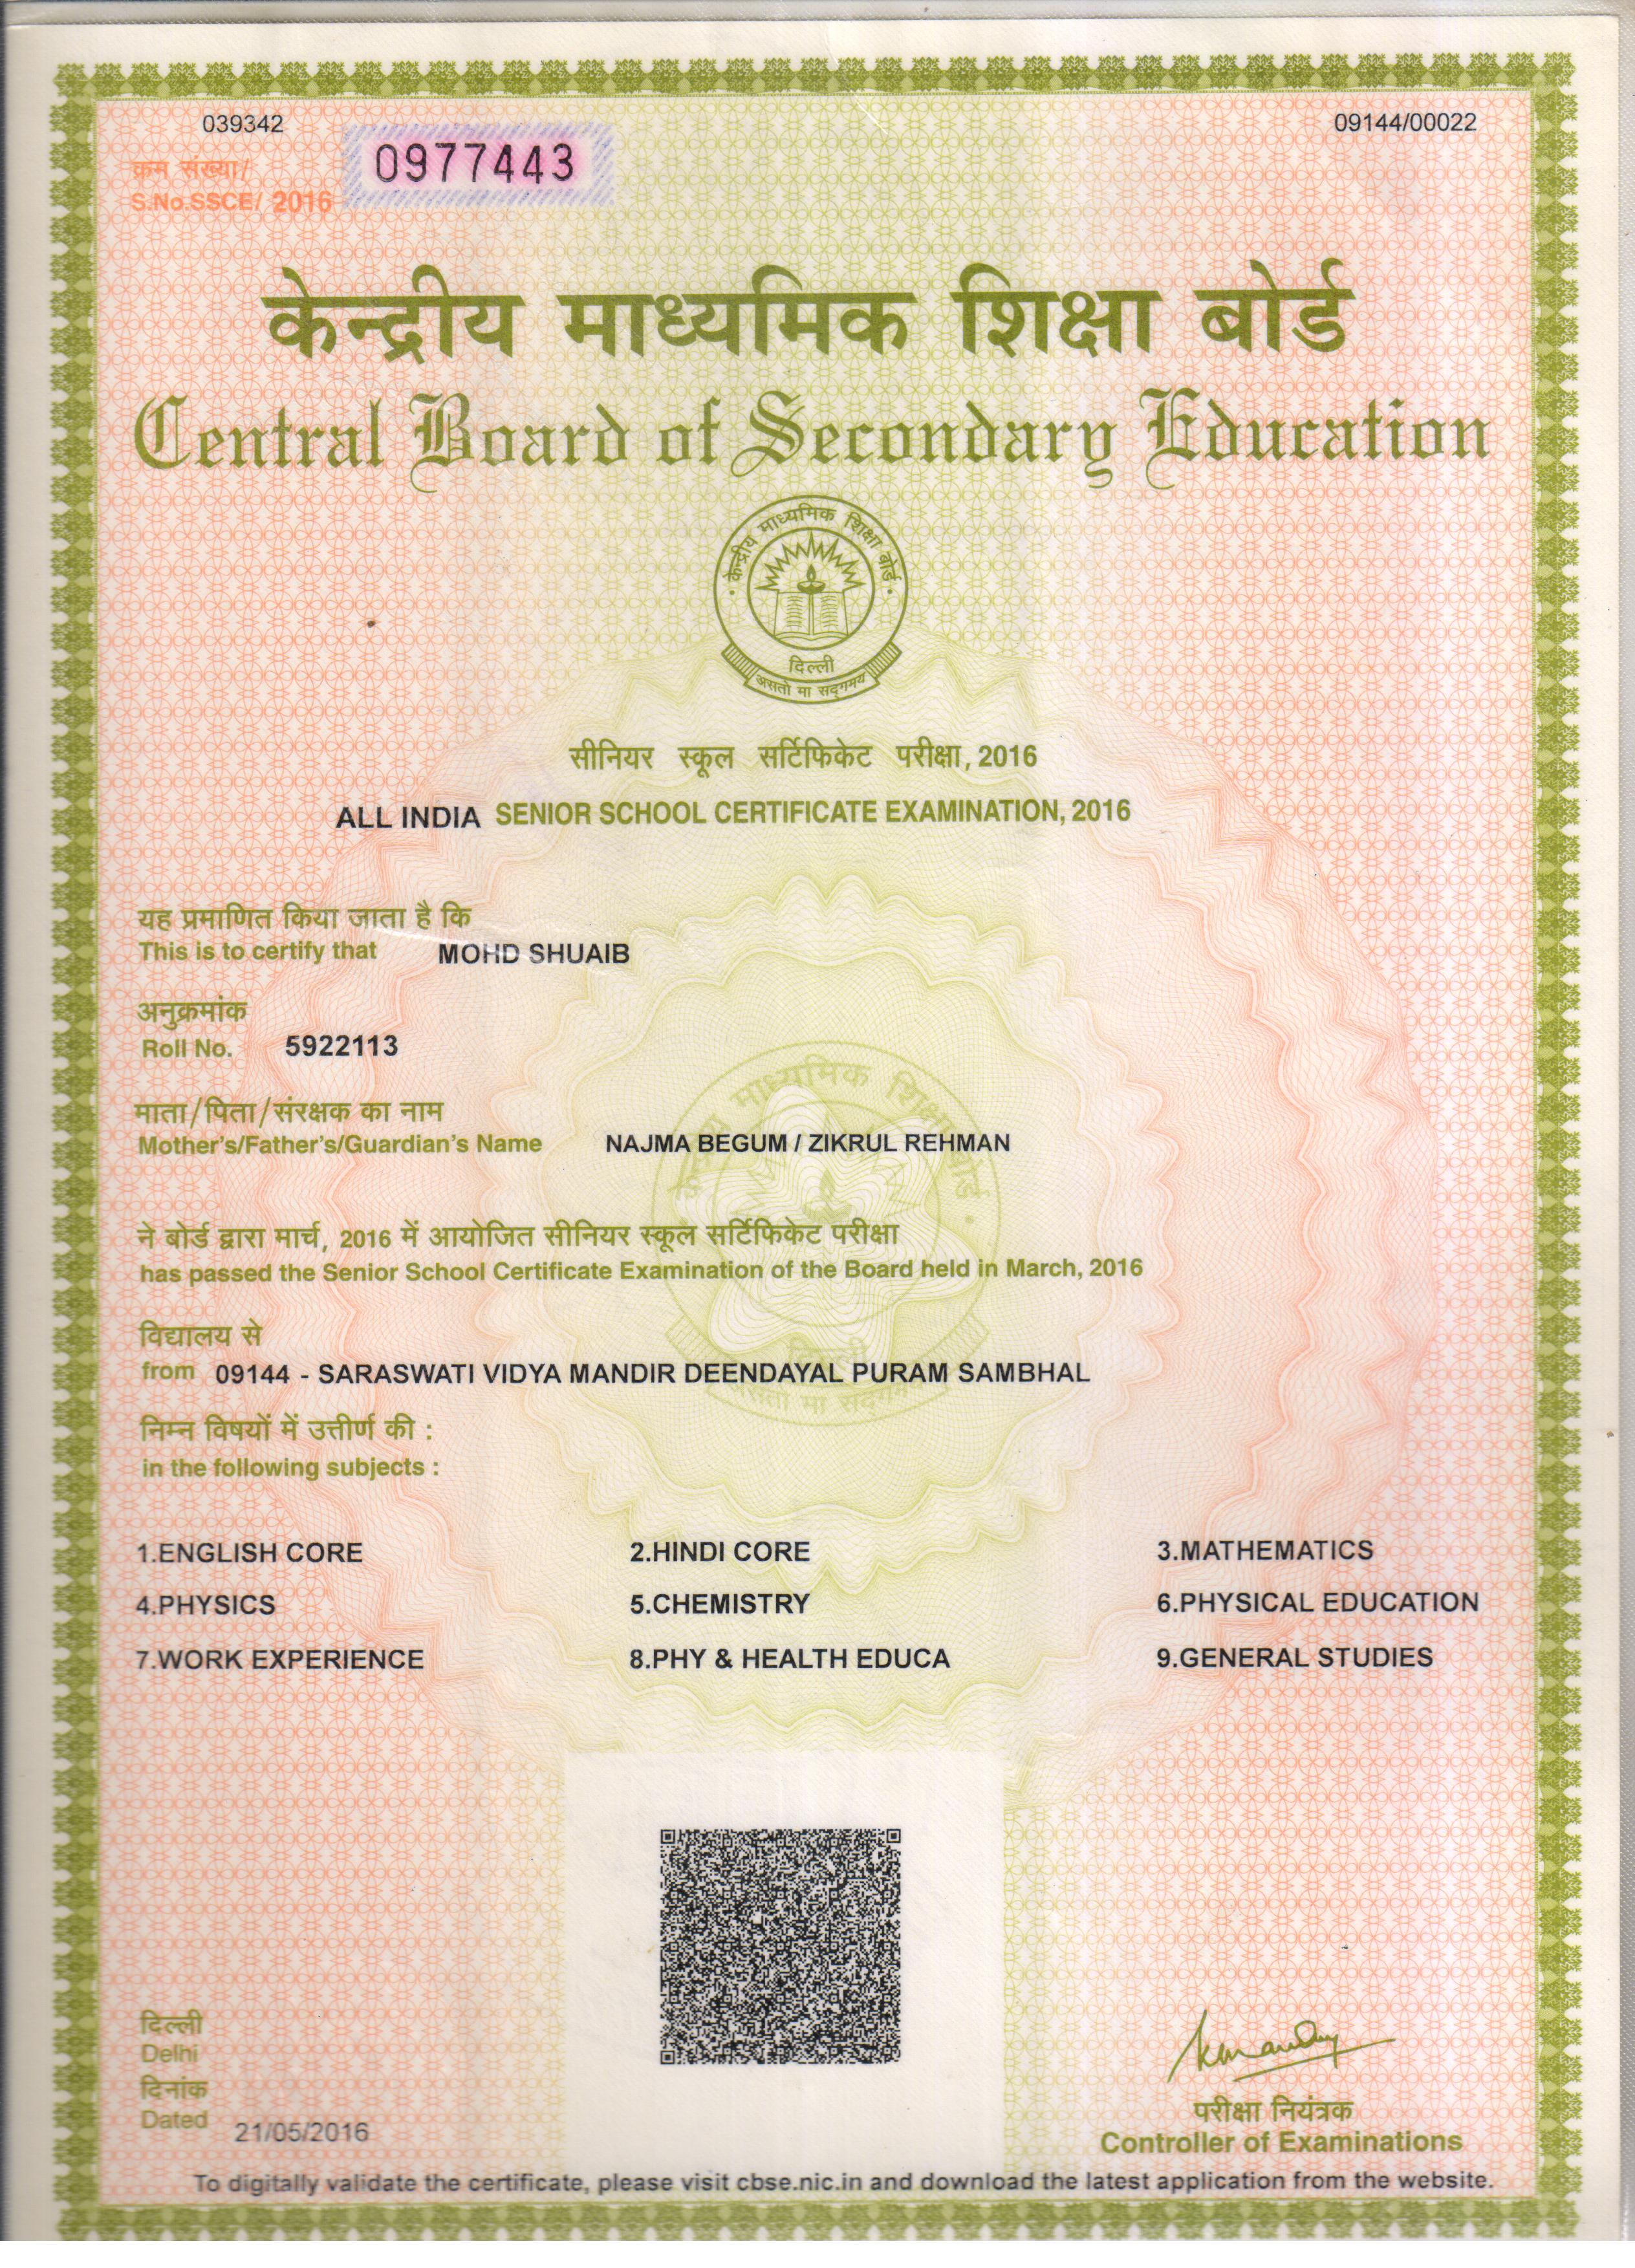 039342
09144/00022
क्रम संख्या/
S.No.SSCE/ 2016
0977443
केन्द्रीय माध्यमिक शिक्षा बोर्ड
Central Board of Secondary Education
केन्द्रीय माध्यमिक शिक्षा बोर्ड
दिल्ली
असतो मा सद्गमय
सीनियर स्कूल सर्टिफिकेट परीक्षा, 2016
ALL INDIA SENIOR SCHOOL CERTIFICATE EXAMINATION, 2016
यह प्रमाणित किया जाता है कि
This is to certify that MOHD SHUAIB
अनुक्रमांक
Roll No. 5922113
माता/पिता/संरक्षक का नाम
Mother's/Father's/Guardian's Name NAJMA BEGUM / ZIKRUL REHMAN
ने बोर्ड द्वारा मार्च, 2016 में आयोजित सीनियर स्कूल सर्टिफिकेट परीक्षा
has passed the Senior School Certificate Examination of the Board held in March, 2016
विद्यालय से
from 09144 - SARASWATI VIDYA MANDIR DEENDAYAL PURAM SAMBHAL
निम्न विषयों में उत्तीर्ण की :
in the following subjects :
1.ENGLISH CORE 2.HINDI CORE 3.MATHEMATICS
4.PHYSICS 5.CHEMISTRY 6.PHYSICAL EDUCATION
7.WORK EXPERIENCE 8.PHY & HEALTH EDUCA 9.GENERAL STUDIES
दिल्ली
Delhi
दिनांक
Dated 21/05/2016
परीक्षा नियंत्रक
Controller of Examinations
To digitally validate the certificate, please visit cbse.nic.in and download the latest application from the website.